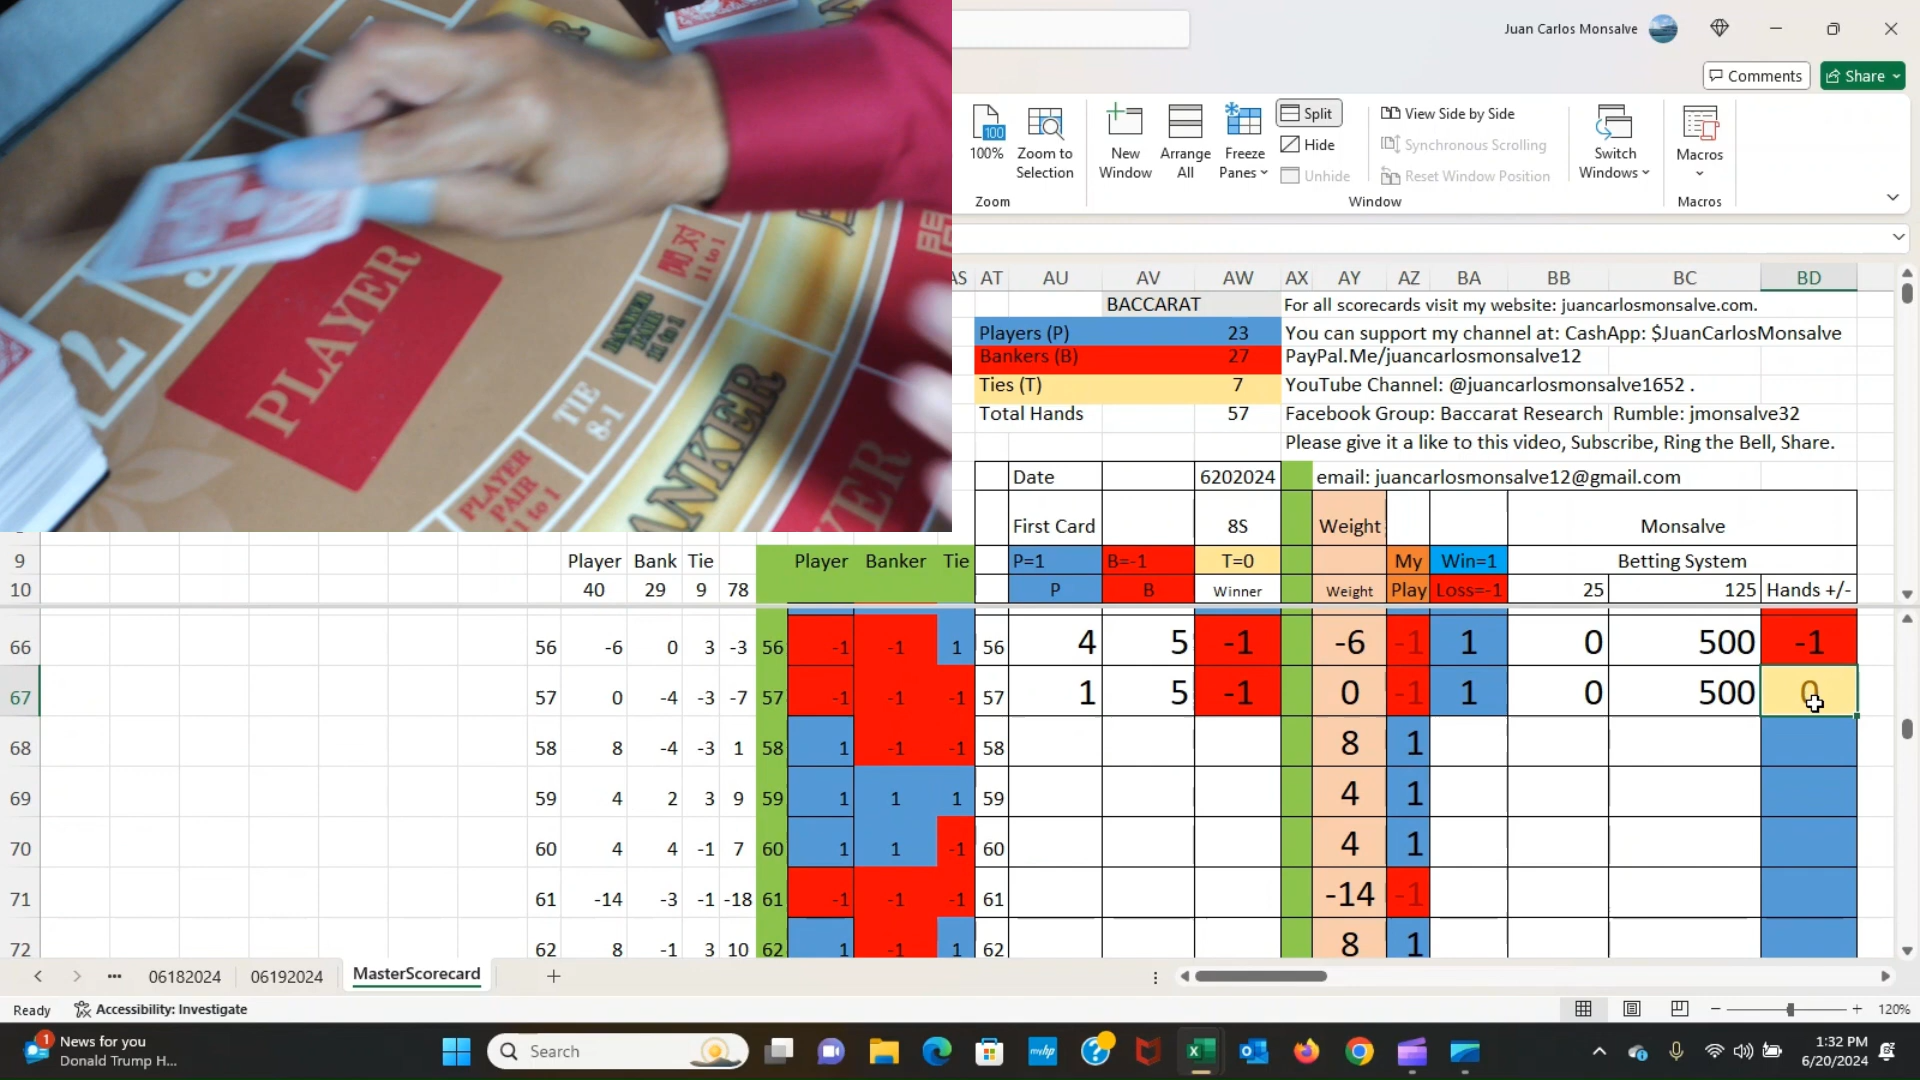 Juan Carlos Monsalve
Comments
Share
100%
Zoom to Selection
New Window
Arrange All
Freeze Panes
Split
Hide
Unhide
View Side by Side
Synchronous Scrolling
Reset Window Position
Switch Windows
Macros
Zoom
Window
Macros
PLAYER
2
TIE
8-1
PLAYER PAIR
BANKER PAIR
11 to 1
BANKER
AS AT AU AV AW AX AY AZ BA BB BC BD
BACCARAT For all scorecards visit my website: juancarlosmonsalve.com.
Players (P) 23 You can support my channel at: CashApp: $JuanCarlosMonsalve
Bankers (B) 27 PayPal.Me/juancarlosmonsalve12
Ties (T) 7 YouTube Channel: @juancarlosmonsalve1652 .
Total Hands 57 Facebook Group: Baccarat Research Rumble: jmonsalve32
Please give it a like to this video, Subscribe, Ring the Bell, Share.
Date 6202024 email: juancarlosmonsalve12@gmail.com
First Card 8S Weight Monsalve
9 Player Bank Tie Player Banker Tie P=1 B=-1 T=0 My Win=1 Betting System
10 40 29 9 78 P B Winner Weight Play Loss=-1 25 125 Hands +/-
66 56 -6 0 3 -3 56 -1 -1 1 56 4 5 -1 -6 -1 1 0 500 -1
67 57 0 -4 -3 -7 57 -1 -1 -1 57 1 5 -1 0 -1 1 0 500 0
68 58 8 -4 -3 1 58 1 -1 -1 58 8 1
69 59 4 2 3 9 59 1 1 1 59 4 1
70 60 4 4 -1 7 60 1 1 -1 60 4 1
71 61 -14 -3 -1 -18 61 -1 -1 -1 61 -14 -1
72 62 8 -1 3 10 62 1 -1 1 62 8 1
06182024 06192024 MasterScorecard
Ready Accessibility: Investigate 120%
News for you
Donald Trump H...
Search
myhp
1:32 PM
6/20/2024